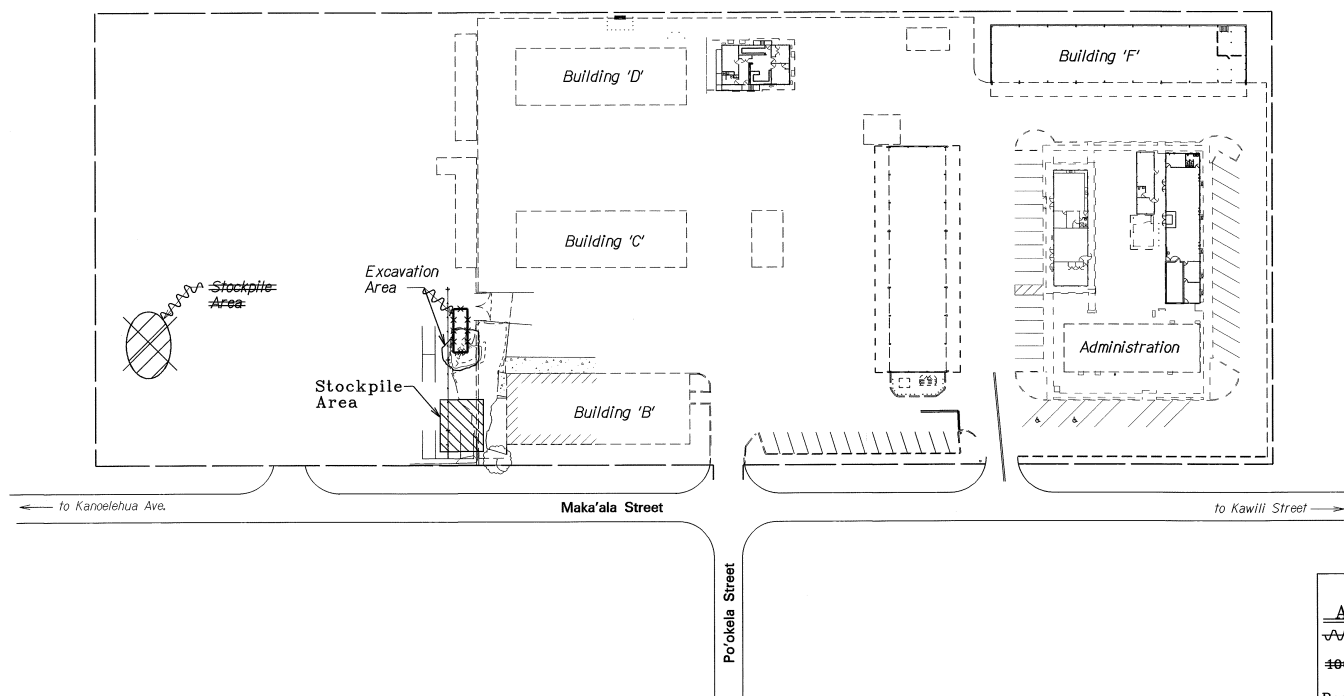 Building 'D'
Building 'F'
Building 'C'
Excavation
Area
Stockpile
Area
Stockpile
Area
Building 'B'
Administration
to Kanoelehua Ave.
Maka'ala Street
to Kawili Street
Po'okela Street
A
10